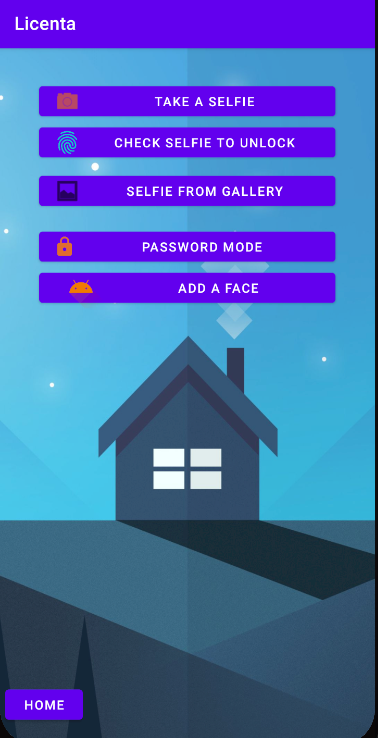 Licenta
TAKE A SELFIE
CHECK SELFIE TO UNLOCK
SELFIE FROM GALLERY
PASSWORD MODE
ADD A FACE
HOME